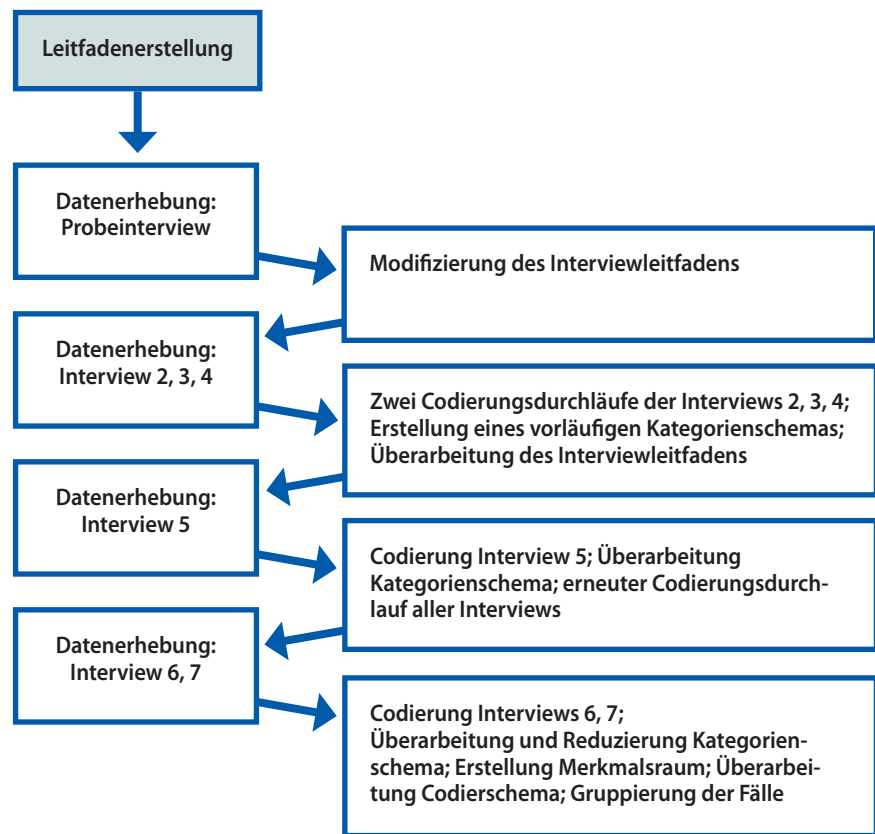 Leitfadenerstellung
Datenerhebung:
Probeinterview
Modifizierung des Interviewleitfadens
Datenerhebung:
Interview 2, 3, 4
Zwei Codierungsdurchläufe der Interviews 2, 3, 4;
Erstellung eines vorläufigen Kategorienschemas;
Überarbeitung des Interviewleitfadens
Datenerhebung:
Interview 5
Codierung Interview 5; Überarbeitung
Kategorienschema; erneuter Codierungsdurch-
lauf aller Interviews
Datenerhebung:
Interview 6, 7
Codierung Interviews 6, 7;
Überarbeitung und Reduzierung Kategorien-
schema; Erstellung Merkmalsraum; Überarbei-
tung Codierschema; Gruppierung der Fälle